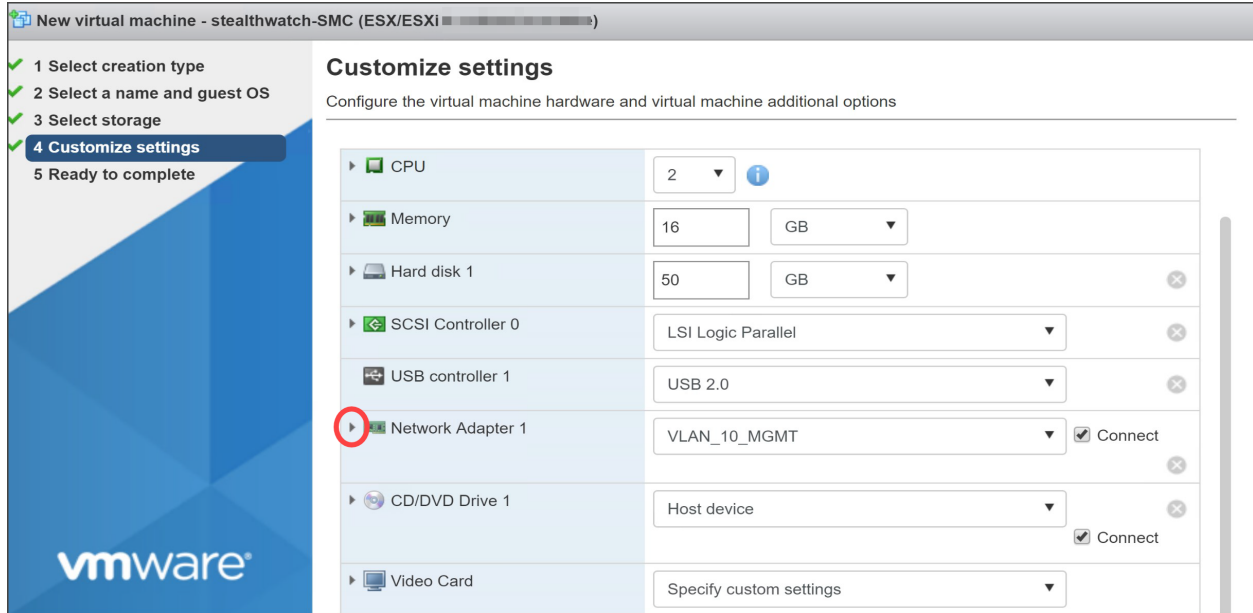 New virtual machine - stealthwatch-SMC (ESX/ESXi )
1 Select creation type
2 Select a name and guest OS
3 Select storage
4 Customize settings
5 Ready to complete
vmware®
Customize settings
Configure the virtual machine hardware and virtual machine additional options
CPU 2
Memory 16 GB
Hard disk 1 50 GB
SCSI Controller 0 LSI Logic Parallel
USB controller 1 USB 2.0
Network Adapter 1 VLAN_10_MGMT Connect
CD/DVD Drive 1 Host device
Connect
Video Card Specify custom settings